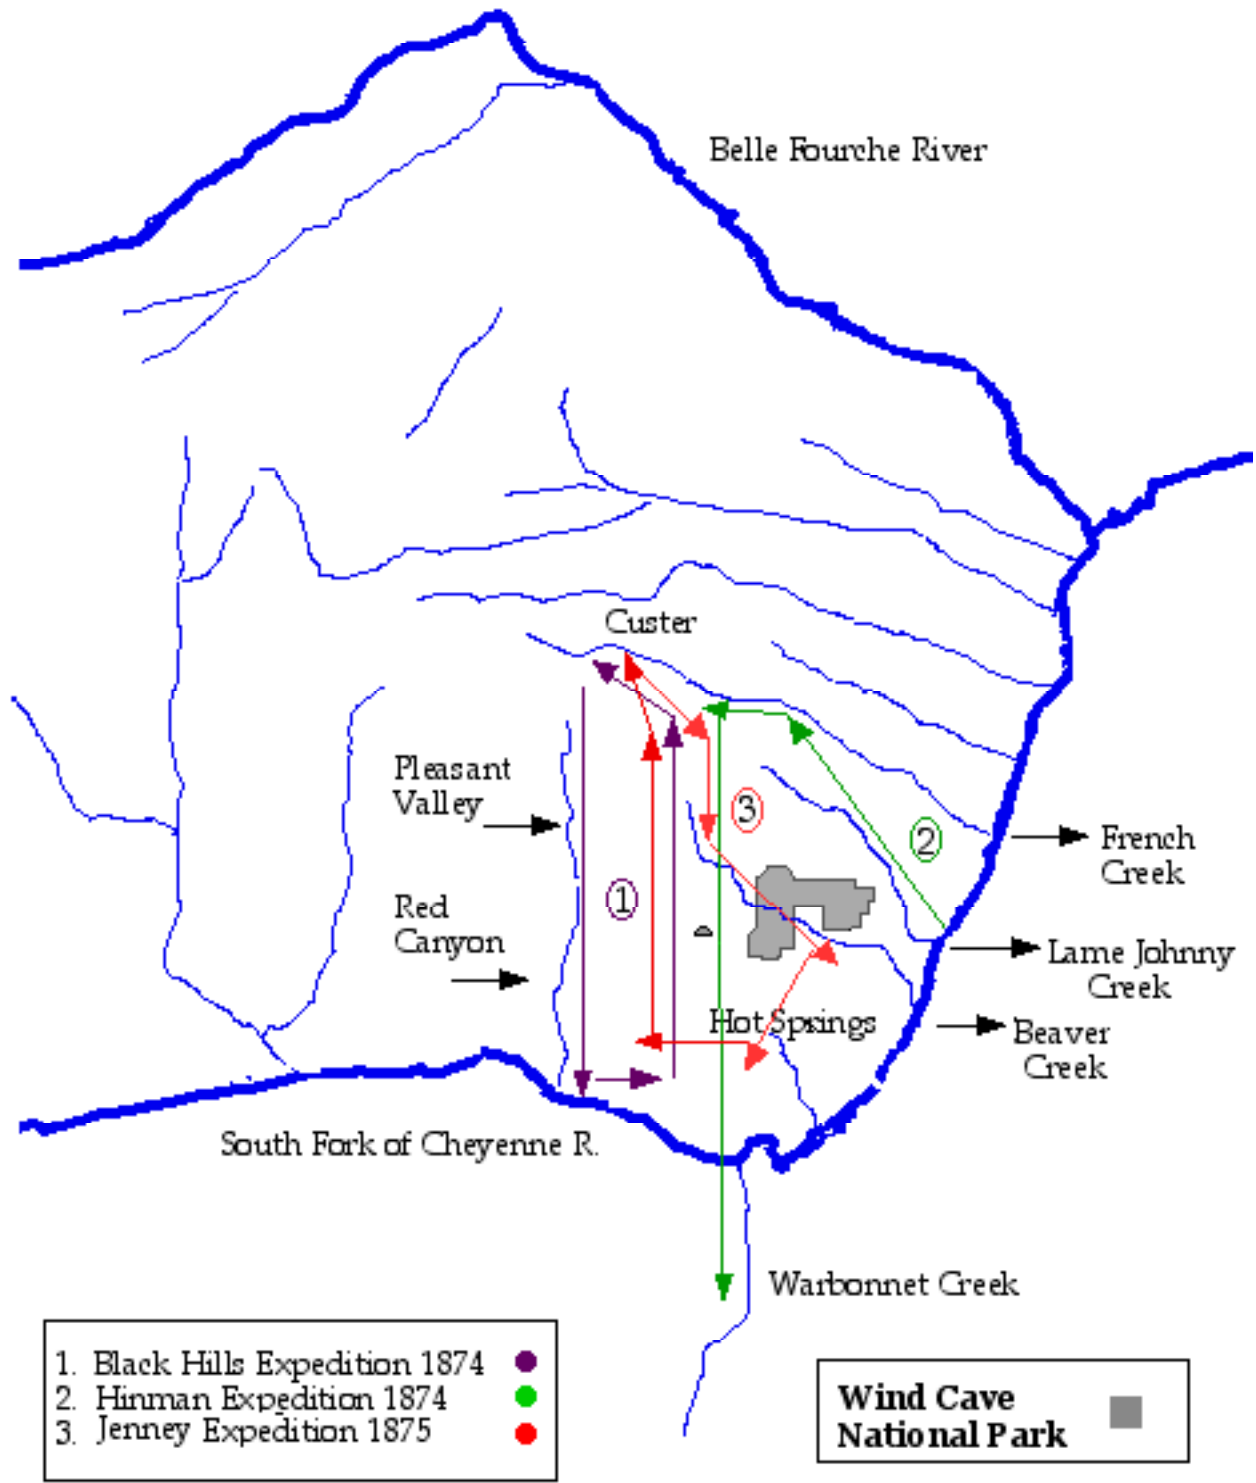 Belle Fourche River
Custer
Pleasant
Valley
3
2
French
Creek
1
Red
Canyon
Lame Johnny
Creek
Hot Springs
Beaver
Creek
South Fork of Cheyenne R.
Warbonnet Creek
1. Black Hills Expedition 1874
2. Hinman Expedition 1874
3. Jenney Expedition 1875
Wind Cave
National Park